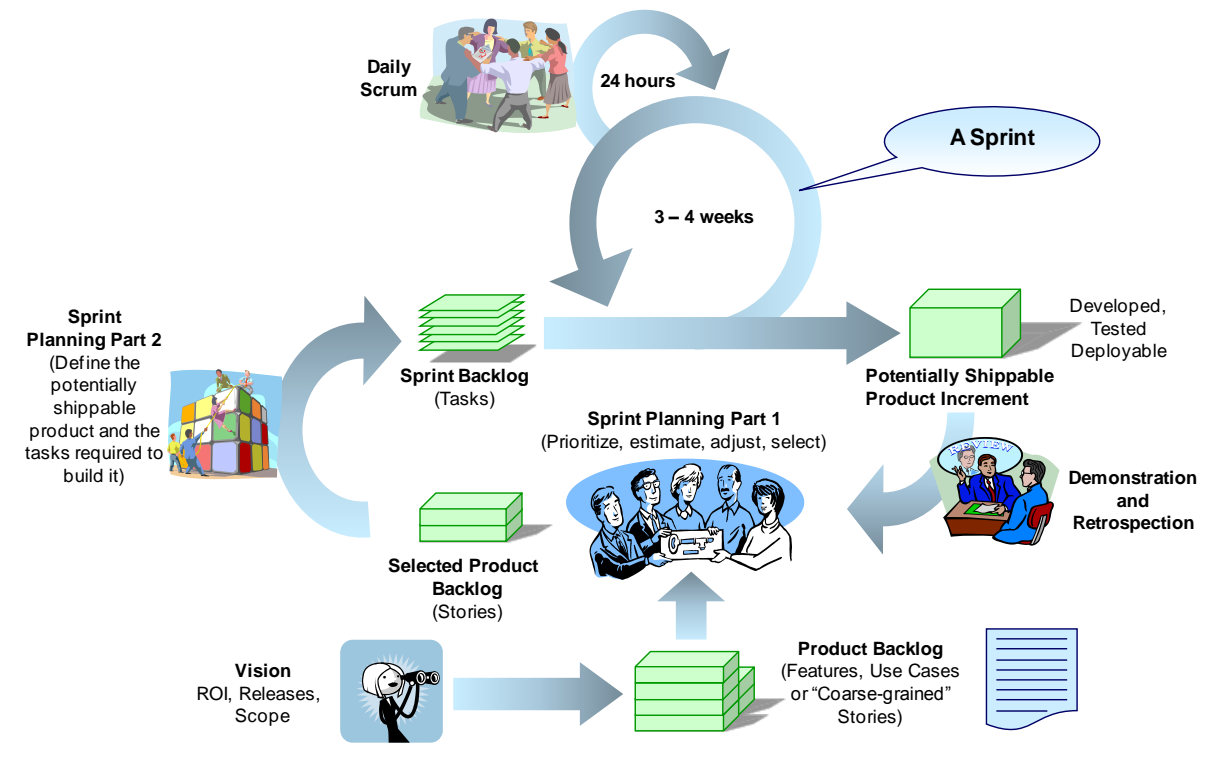 Daily
Scrum
24 hours
A Sprint
3 – 4 weeks
Sprint
Planning Part 2
(Define the
potentially
shippable
product and the
tasks required to
build it)
Sprint Backlog
(Tasks)
Developed,
Tested
Deployable
Potentially Shippable
Product Increment
Sprint Planning Part 1
(Prioritize, estimate, adjust, select)
REVIEW
Demonstration
and
Retrospection
Selected Product
Backlog
(Stories)
Vision
ROI, Releases,
Scope
Product Backlog
(Features, Use Cases
or “Coarse-grained”
Stories)